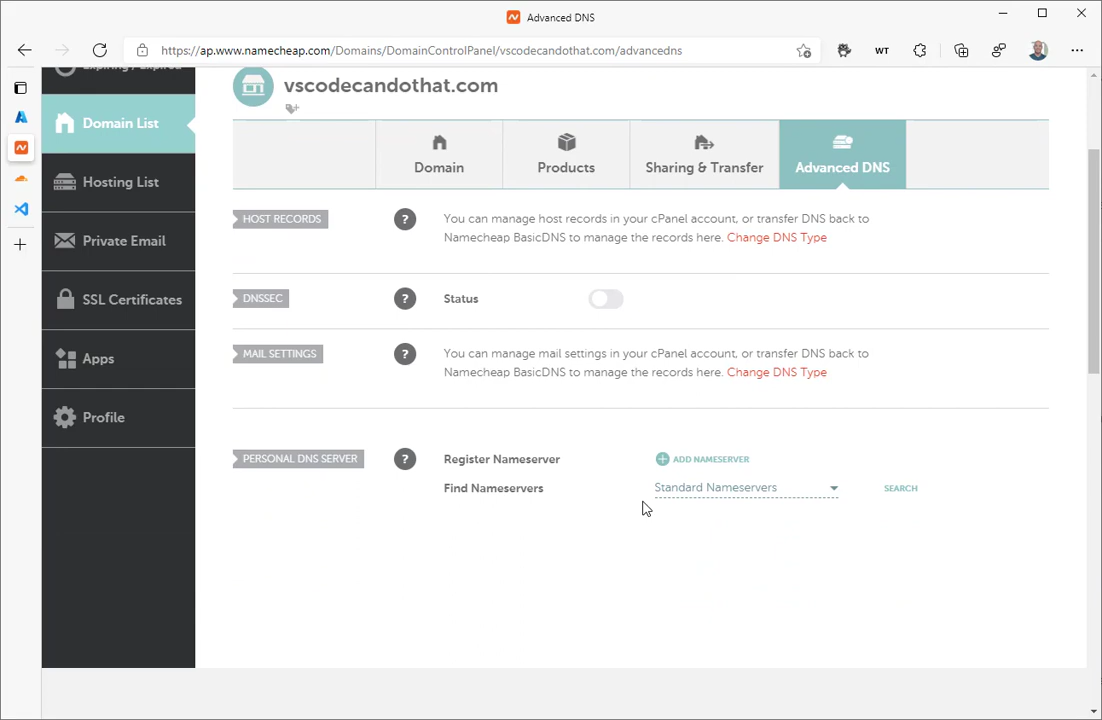 Advanced DNS
https://ap.www.namecheap.com/Domains/DomainControlPanel/vscodecandothat.com/advancedns
WT
Expiring / Expired
Domain List
Hosting List
Private Email
SSL Certificates
Apps
Profile
vscodecandothat.com
Domain
Products
Sharing & Transfer
Advanced DNS
HOST RECORDS
?
You can manage host records in your cPanel account, or transfer DNS back to
Namecheap BasicDNS to manage the records here. Change DNS Type
DNSSEC
?
Status
MAIL SETTINGS
?
You can manage mail settings in your cPanel account, or transfer DNS back to
Namecheap BasicDNS to manage the records here. Change DNS Type
PERSONAL DNS SERVER
?
Register Nameserver
ADD NAMESERVER
Find Nameservers
Standard Nameservers
SEARCH